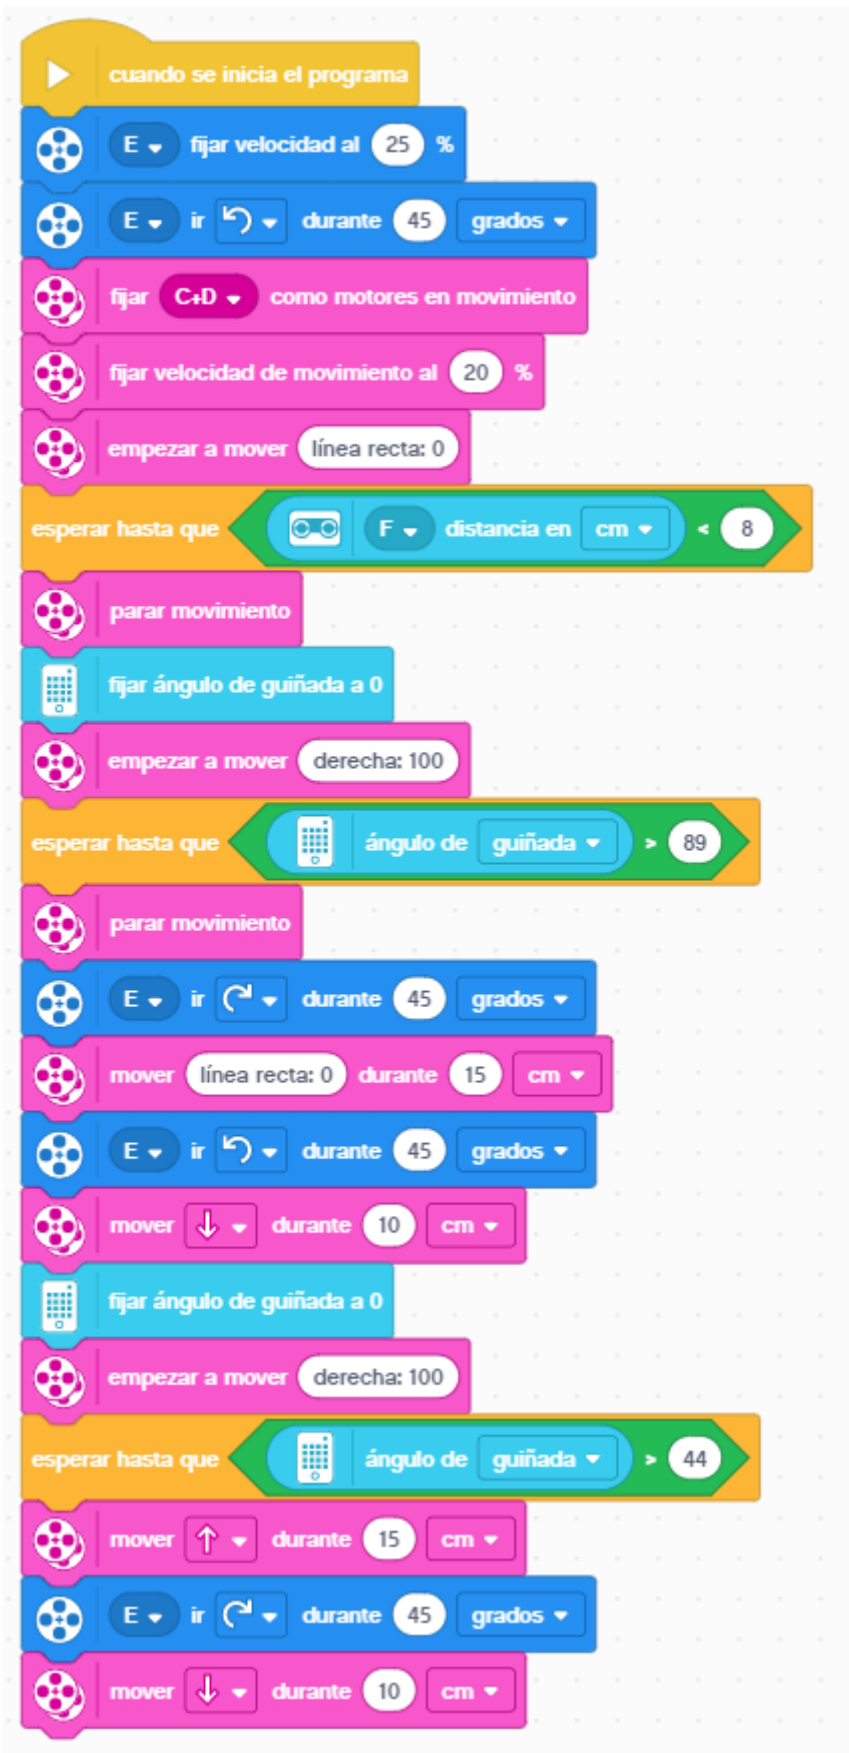 cuando se inicia el programa
E fijar velocidad al 25 %
E ir durante 45 grados
fijar C+D como motores en movimiento
fijar velocidad de movimiento al 20 %
empezar a mover línea recta: 0
esperar hasta que F distancia en cm < 8
parar movimiento
fijar ángulo de guiñada a 0
empezar a mover derecha: 100
esperar hasta que ángulo de guiñada > 89
parar movimiento
E ir durante 45 grados
mover línea recta: 0 durante 15 cm
E ir durante 45 grados
mover durante 10 cm
fijar ángulo de guiñada a 0
empezar a mover derecha: 100
esperar hasta que ángulo de guiñada > 44
mover durante 15 cm
E ir durante 45 grados
mover durante 10 cm